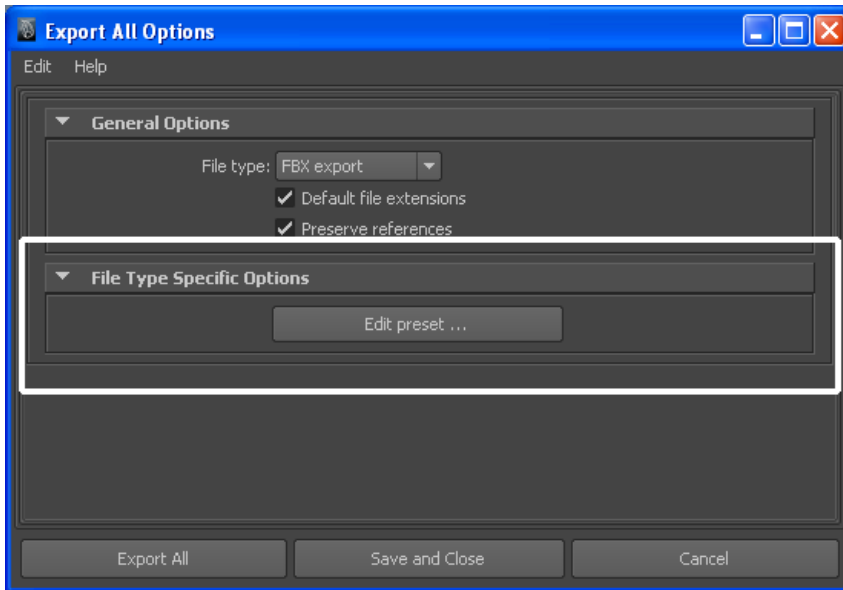 Export All Options
Edit Help
General Options
File type: FBX export
Default file extensions
Preserve references
File Type Specific Options
Edit preset ...
Export All Save and Close Cancel